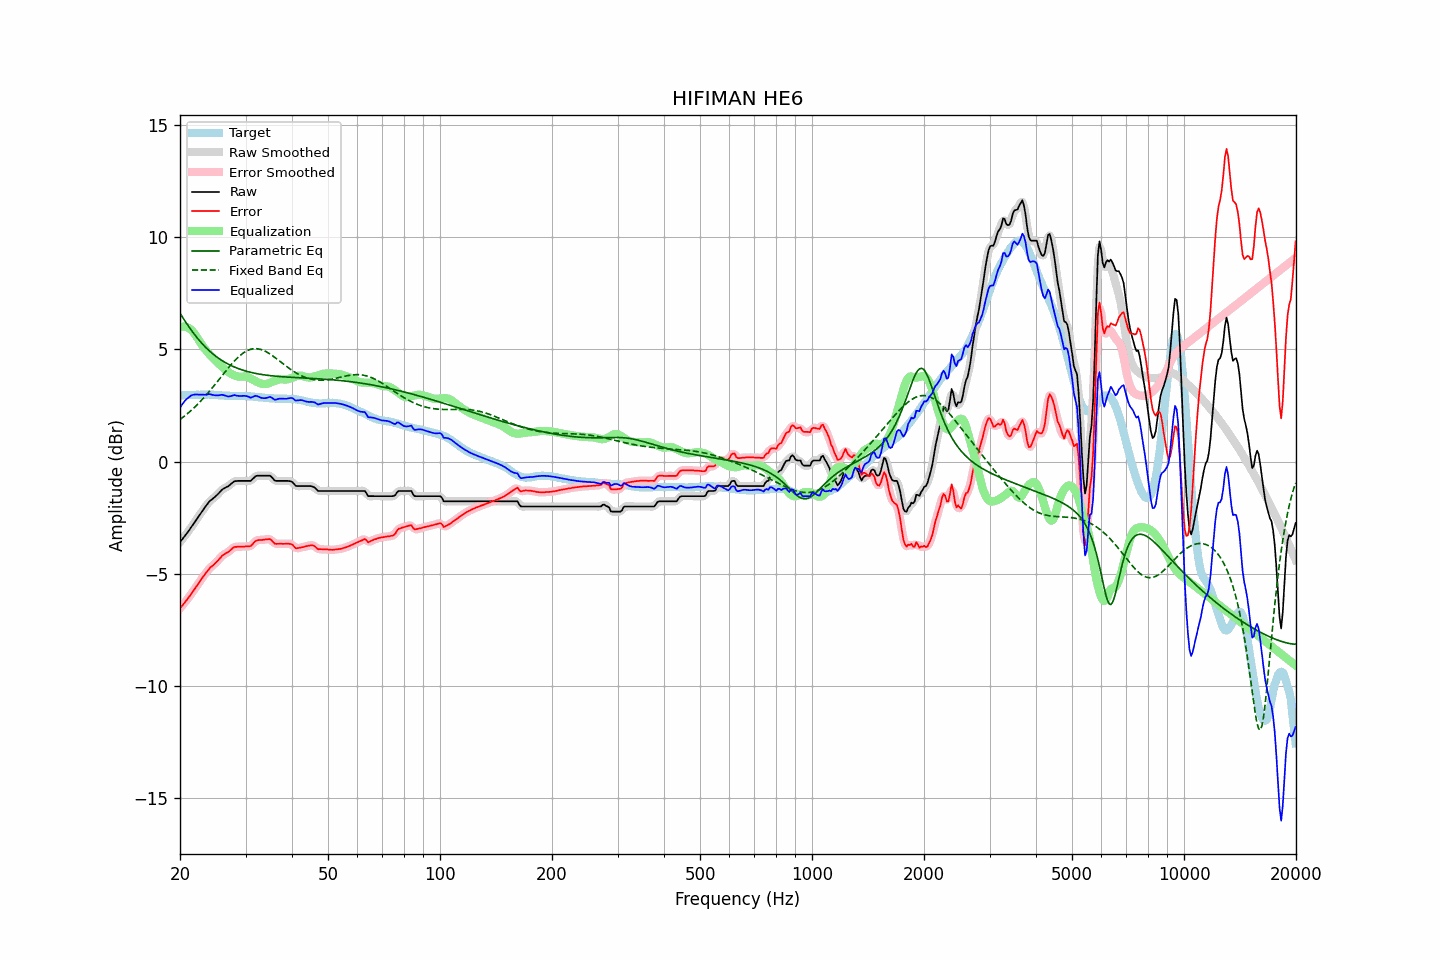 HIFIMAN HE6
Amplitude (dBr)
15
10
5
0
−5
−10
−15
Target
Raw Smoothed
Error Smoothed
Raw
Error
Equalization
Parametric Eq
Fixed Band Eq
Equalized
20
50
100
200
500
1000
2000
5000
10000
20000
Frequency (Hz)